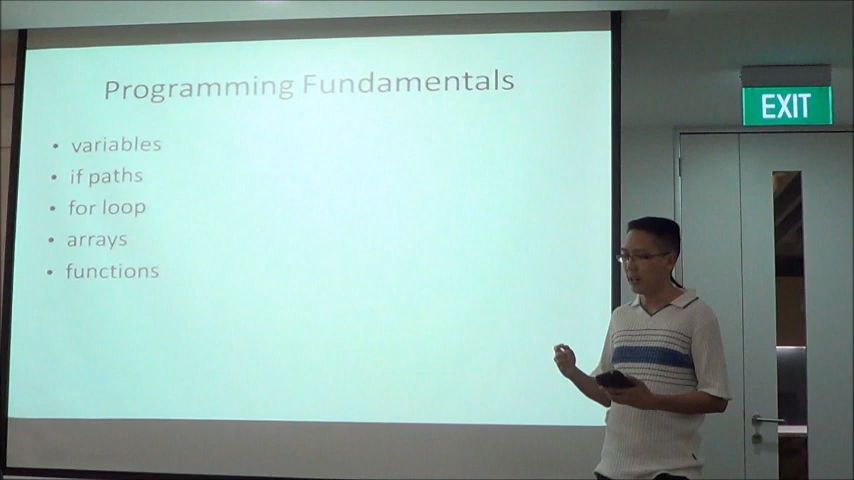 Programming Fundamentals
• variables
• if paths
• for loop
• arrays
• functions
EXIT